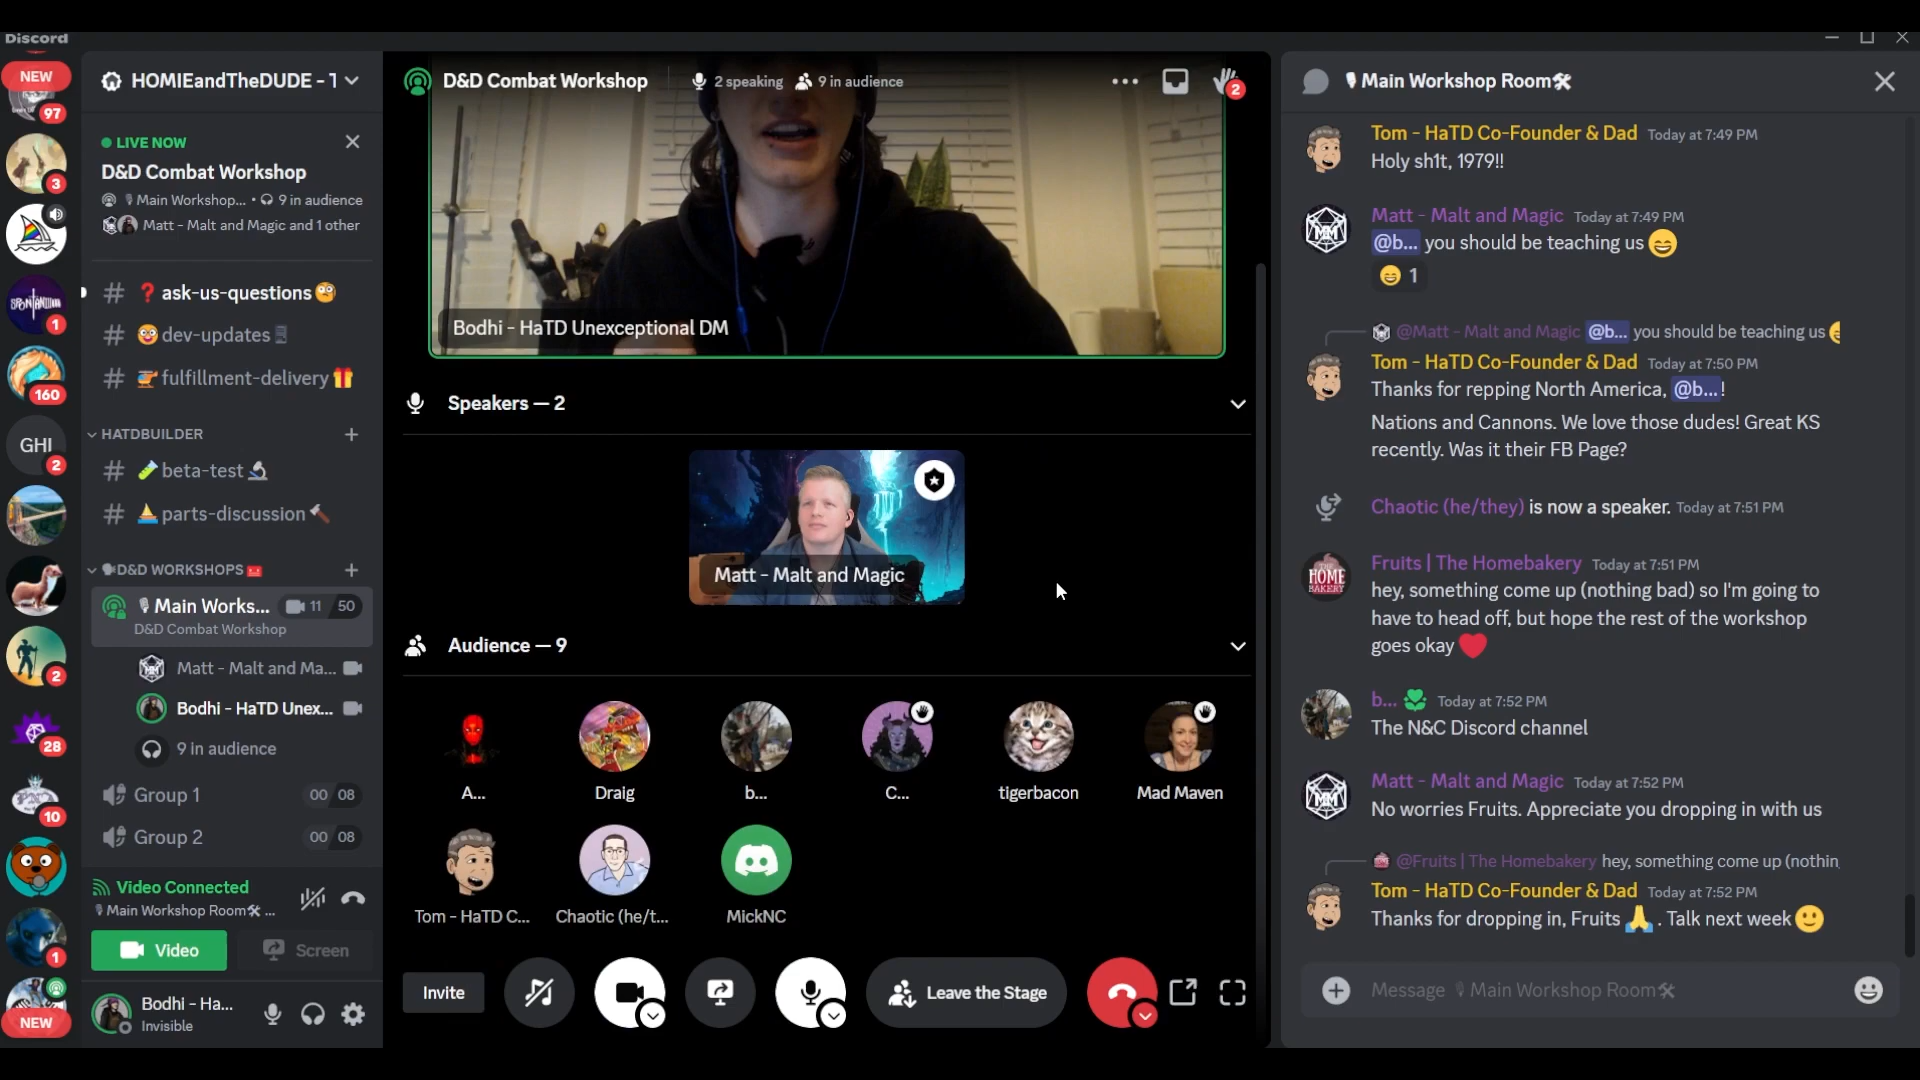 Discord
NEW
97
3
1
160
GHI
2
2
28
10
1
NEW
HOMIEandTheDUDE - T
LIVE NOW
D&D Combat Workshop
🎙Main Workshop... • 9 in audience
Matt - Malt and Magic and 1 other
# ❓ask-us-questions🧐
# dev-updates
# fulfillment-delivery🎁
HATDBUILDER
# 🧪beta-test🔬
# ⛵parts-discussion🔨
D&D WORKSHOPS
🎙Main Works... 11 50
D&D Combat Workshop
Matt - Malt and Ma...
Bodhi - HaTD Unex...
9 in audience
Group 1 00 08
Group 2 00 08
Video Connected
🎙Main Workshop Room🛠 ...
Video
Screen
Bodhi - Ha...
Invisible
D&D Combat Workshop
2 speaking 9 in audience
2
Bodhi - HaTD Unexceptional DM
Speakers — 2
Matt - Malt and Magic
Audience — 9
A...
Draig
b...
C...
tigerbacon
Mad Maven
Tom - HaTD C...
Chaotic (he/t...
MickNC
Invite
Leave the Stage
🎙Main Workshop Room🛠
Tom - HaTD Co-Founder & Dad Today at 7:49 PM
Holy sh1t, 1979!!
Matt - Malt and Magic Today at 7:49 PM
@b... you should be teaching us 😄
😄 1
@Matt - Malt and Magic @b... you should be teaching us
Tom - HaTD Co-Founder & Dad Today at 7:50 PM
Thanks for repping North America, @b...!
Nations and Cannons. We love those dudes! Great KS
recently. Was it their FB Page?
Chaotic (he/they) is now a speaker. Today at 7:51 PM
Fruits | The Homebakery Today at 7:51 PM
THE
HOME
BAKERY
hey, something come up (nothing bad) so I'm going to
have to head off, but hope the rest of the workshop
goes okay ❤️
b... Today at 7:52 PM
The N&C Discord channel
Matt - Malt and Magic Today at 7:52 PM
No worries Fruits. Appreciate you dropping in with us
@Fruits | The Homebakery hey, something come up (nothin
Tom - HaTD Co-Founder & Dad Today at 7:52 PM
Thanks for dropping in, Fruits 🙏 . Talk next week 🙂
Message 🎙Main Workshop Room🛠